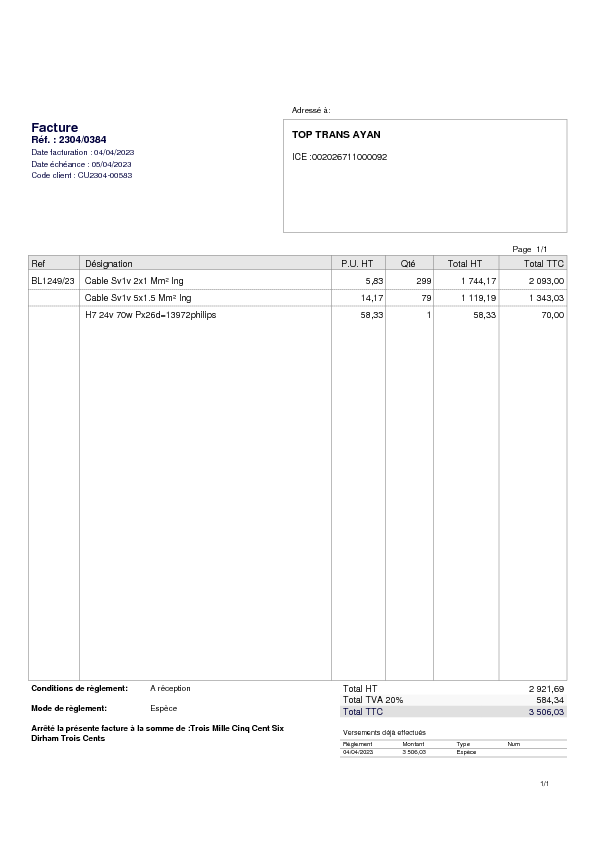 Adressé à:
Facture
Réf. : 2304/0384
Date facturation : 04/04/2023
Date échéance : 05/04/2023
Code client : CU2304-00583
TOP TRANS AYAN
ICE :002026711000092
Page 1/1
Ref Désignation P.U. HT Qté Total HT Total TTC
BL1249/23 Cable Sv1v 2x1 Mm² Ing 5,83 299 1 744,17 2 093,00
Cable Sv1v 5x1.5 Mm² Ing 14,17 79 1 119,19 1 343,03
H7 24v 70w Px26d=13972philips 58,33 1 58,33 70,00
Conditions de règlement: A réception
Mode de règlement: Espèce
Arrêté la présente facture à la somme de :Trois Mille Cinq Cent Six
Dirham Trois Cents
Total HT 2 921,69
Total TVA 20% 584,34
Total TTC 3 506,03
Versements déjà effectués
Règlement Montant Type Num
04/04/2023 3 506,03 Espèce
1/1